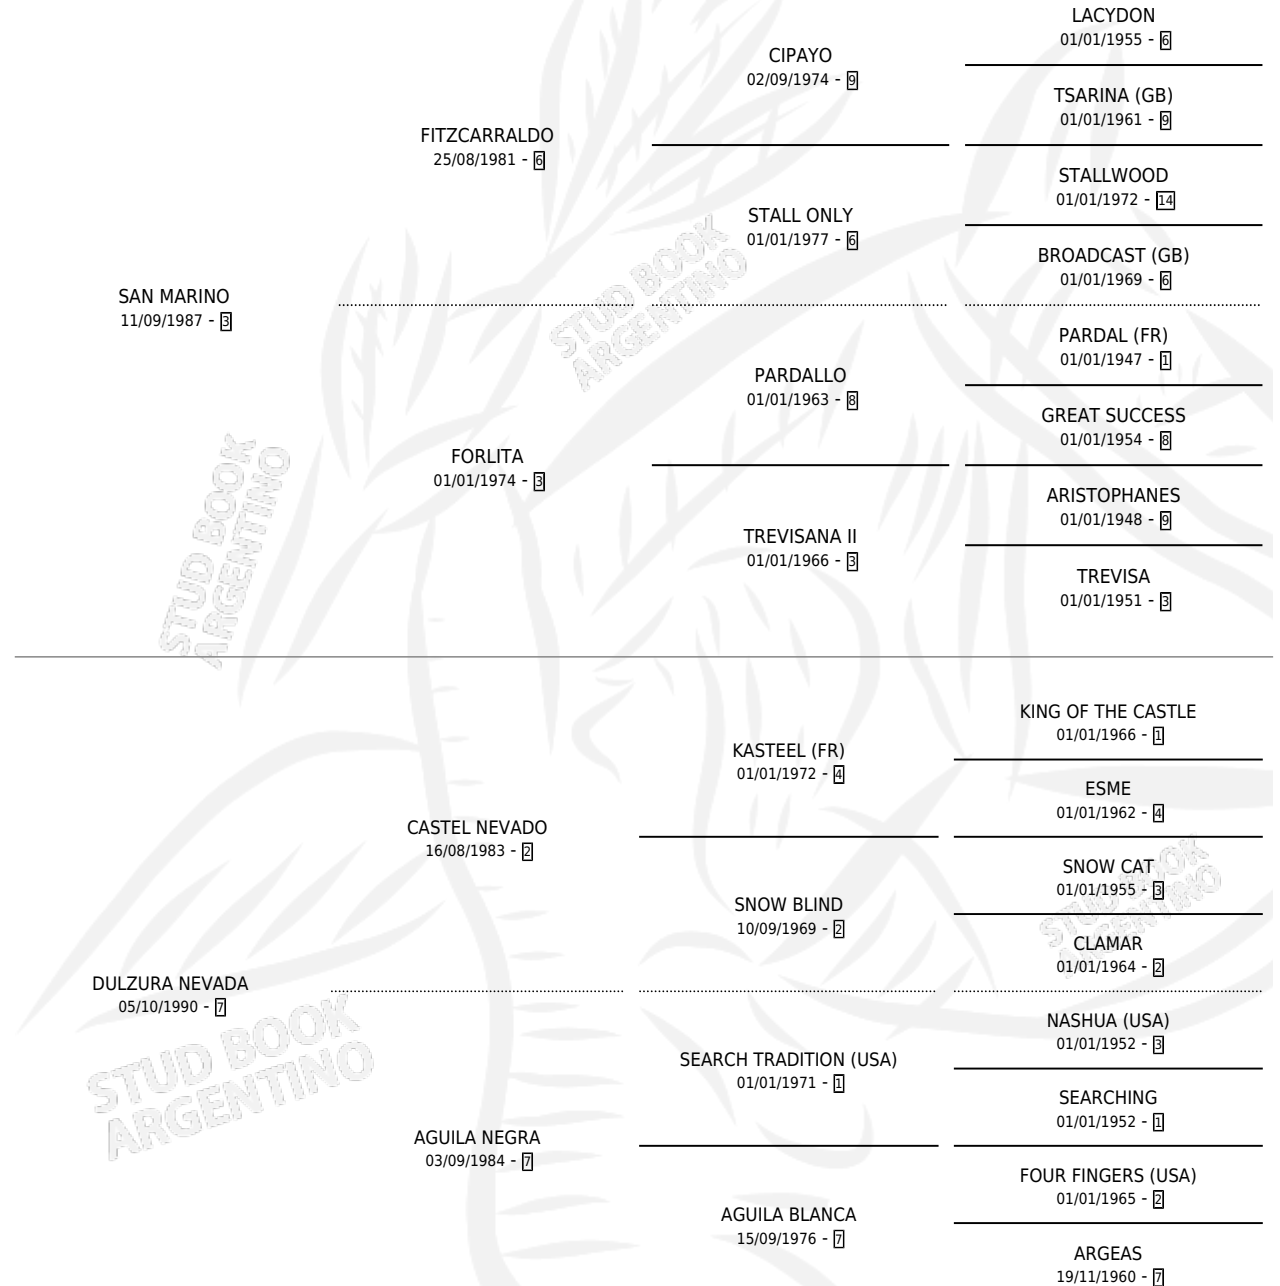 LACYDON
01/01/1955 - 6
CIPAYO
02/09/1974 - 9
TSARINA (GB)
01/01/1961 - 9
FITZCARRALDO
25/08/1981 - 6
STALLWOOD
01/01/1972 - 14
STALL ONLY
01/01/1977 - 6
BROADCAST (GB)
01/01/1969 - 6
SAN MARINO
11/09/1987 - 3
STUD BOOK
ARGENTINO
PARDAL (FR)
01/01/1947 - 1
PARDALLO
01/01/1963 - 8
GREAT SUCCESS
01/01/1954 - 8
FORLITA
01/01/1974 - 3
ARISTOPHANES
01/01/1948 - 9
TREVISANA II
01/01/1966 - 3
TREVISA
01/01/1951 - 3
STUD BOOK
ARGENTINO
KING OF THE CASTLE
01/01/1966 - 1
KASTEEL (FR)
01/01/1972 - 4
ESME
01/01/1962 - 4
CASTEL NEVADO
16/08/1983 - 2
SNOW CAT
01/01/1955 - 3
SNOW BLIND
10/09/1969 - 2
CLAMAR
01/01/1964 - 2
STUD BOOK
ARGENTINO
DULZURA NEVADA
05/10/1990 - 7
NASHUA (USA)
01/01/1952 - 3
SEARCH TRADITION (USA)
01/01/1971 - 1
SEARCHING
01/01/1952 - 1
STUD BOOK
ARGENTINO
AGUILA NEGRA
03/09/1984 - 7
FOUR FINGERS (USA)
01/01/1965 - 2
AGUILA BLANCA
15/09/1976 - 7
ARGEAS
19/11/1960 - 7